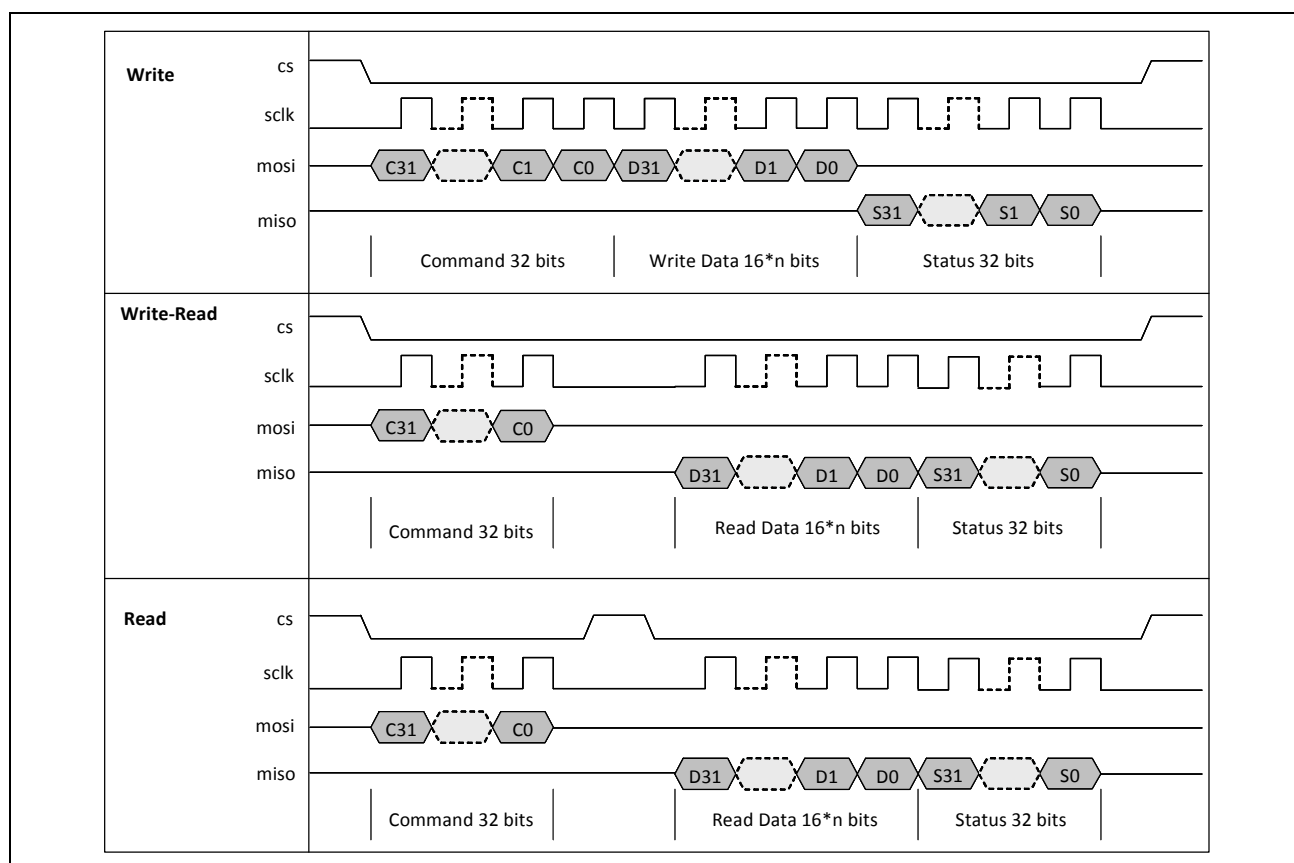 Write
cs
sclk
mosi C31 C1 C0 D31 D1 D0
miso S31 S1 S0
Command 32 bits Write Data 16*n bits Status 32 bits
Write-Read
cs
sclk
mosi C31 C0
miso D31 D1 D0 S31 S0
Command 32 bits Read Data 16*n bits Status 32 bits
Read
cs
sclk
mosi C31 C0
miso D31 D1 D0 S31 S0
Command 32 bits Read Data 16*n bits Status 32 bits